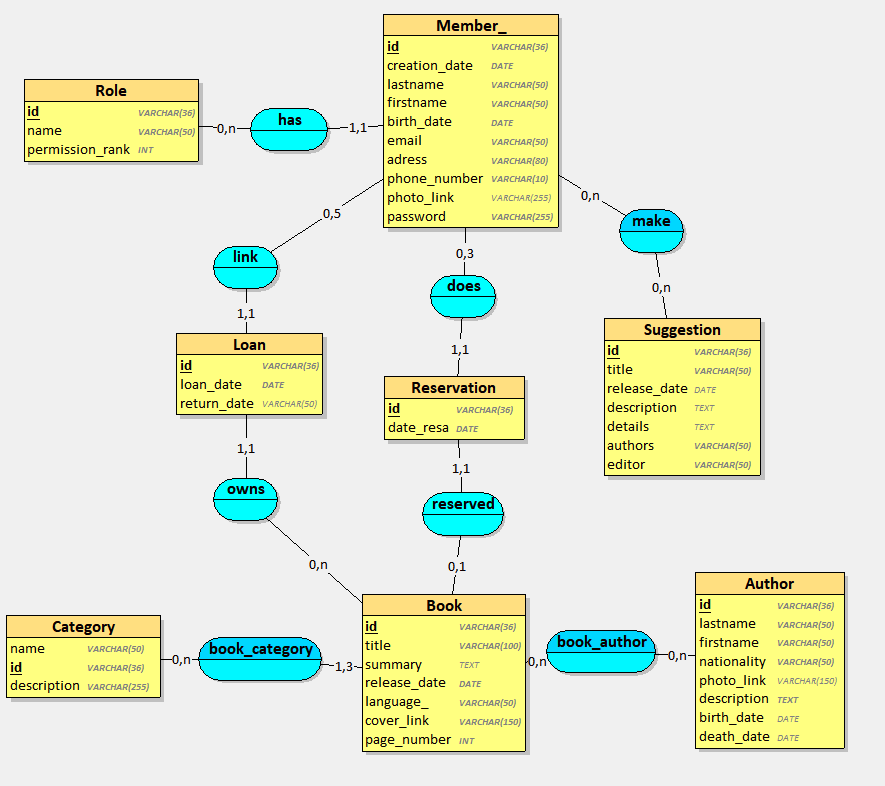 Member_
id VARCHAR(36)
creation_date DATE
lastname VARCHAR(50)
firstname VARCHAR(50)
birth_date DATE
email VARCHAR(50)
adress VARCHAR(80)
phone_number VARCHAR(10)
photo_link VARCHAR(255)
password VARCHAR(255)
Role
id VARCHAR(36)
name VARCHAR(50)
permission_rank INT
0,n
has
1,1
0,5
link
1,1
0,3
does
1,1
0,n
make
0,n
Loan
id VARCHAR(36)
loan_date DATE
return_date VARCHAR(50)
Reservation
id VARCHAR(36)
date_resa DATE
Suggestion
id VARCHAR(36)
title VARCHAR(50)
release_date DATE
description TEXT
details TEXT
authors VARCHAR(50)
editor VARCHAR(50)
1,1
owns
0,n
1,1
reserved
0,1
Category
name VARCHAR(50)
id VARCHAR(36)
description VARCHAR(255)
0,n
book_category
1,3
Book
id VARCHAR(36)
title VARCHAR(100)
summary TEXT
release_date DATE
language_ VARCHAR(50)
cover_link VARCHAR(150)
page_number INT
0,n
book_author
0,n
Author
id VARCHAR(36)
lastname VARCHAR(50)
firstname VARCHAR(50)
nationality VARCHAR(50)
photo_link VARCHAR(150)
description TEXT
birth_date DATE
death_date DATE